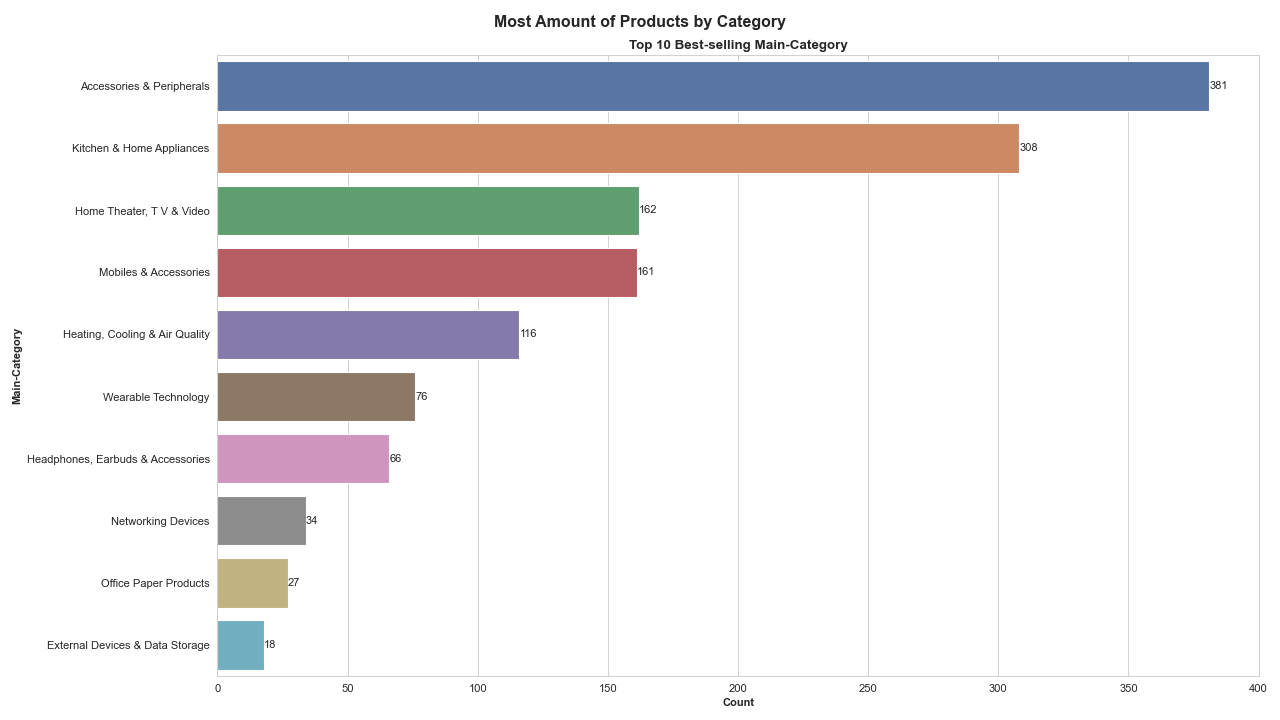 Most Amount of Products by Category
Top 10 Best-selling Main-Category
Main-Category
Accessories & Peripherals
381
Kitchen & Home Appliances
308
Home Theater, T V & Video
162
Mobiles & Accessories
161
Heating, Cooling & Air Quality
116
Wearable Technology
76
Headphones, Earbuds & Accessories
66
Networking Devices
34
Office Paper Products
27
External Devices & Data Storage
18
0 50 100 150 200 250 300 350 400
Count